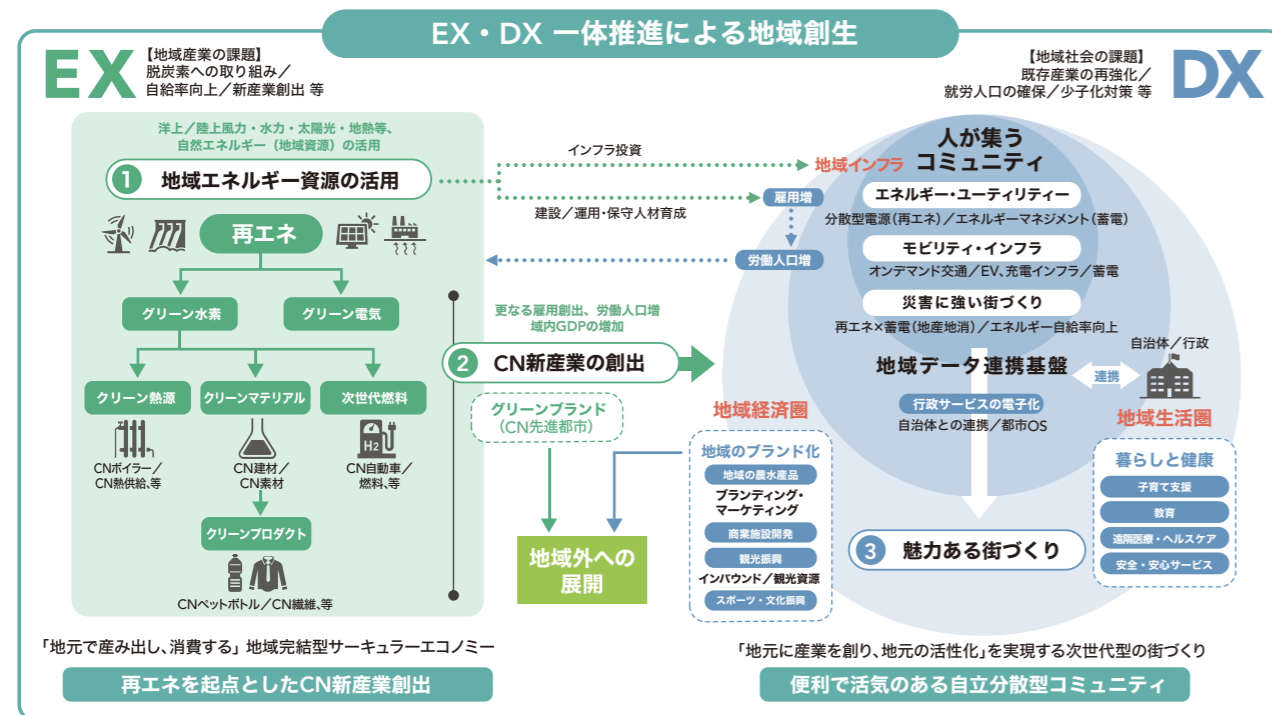 EX・DX 一体推進による地域創生
EX
【地域産業の課題】
脱炭素への取り組み／
自給率向上／新産業創出 等
【地域社会の課題】
既存産業の再強化／
就労人口の確保／少子化対策 等
DX
洋上／陸上風力・水力・太陽光・地熱等、
自然エネルギー（地域資源）の活用
1 地域エネルギー資源の活用
再エネ
グリーン水素
グリーン電気
クリーン熱源
クリーンマテリアル
次世代燃料
H2
CNボイラー／
CN熱供給、等
CN建材／
CN素材
CN自動車／
燃料、等
クリーンプロダクト
CNペットボトル／CN繊維、等
インフラ投資
建設／運用・保守人材育成
雇用増
労働人口増
更なる雇用創出、労働人口増
域内GDPの増加
2 CN新産業の創出
グリーンブランド
（CN先進都市）
地域外への
展開
地域インフラ
人が集う
コミュニティ
エネルギー・ユーティリティー
分散型電源（再エネ）／エネルギーマネジメント（蓄電）
モビリティ・インフラ
オンデマンド交通／EV、充電インフラ／蓄電
災害に強い街づくり
再エネ×蓄電（地産地消）／エネルギー自給率向上
地域データ連携基盤
連携
自治体／行政
行政サービスの電子化
自治体との連携／都市OS
地域経済圏
地域のブランド化
地域の農水産品
ブランディング・
マーケティング
商業施設開発
観光振興
インバウンド／観光資源
スポーツ・文化振興
3 魅力ある街づくり
地域生活圏
暮らしと健康
子育て支援
教育
遠隔医療・ヘルスケア
安全・安心サービス
「地元で産み出し、消費する」 地域完結型サーキュラーエコノミー
再エネを起点としたCN新産業創出
「地元に産業を創り、地元の活性化」を実現する次世代型の街づくり
便利で活気のある自立分散型コミュニティ